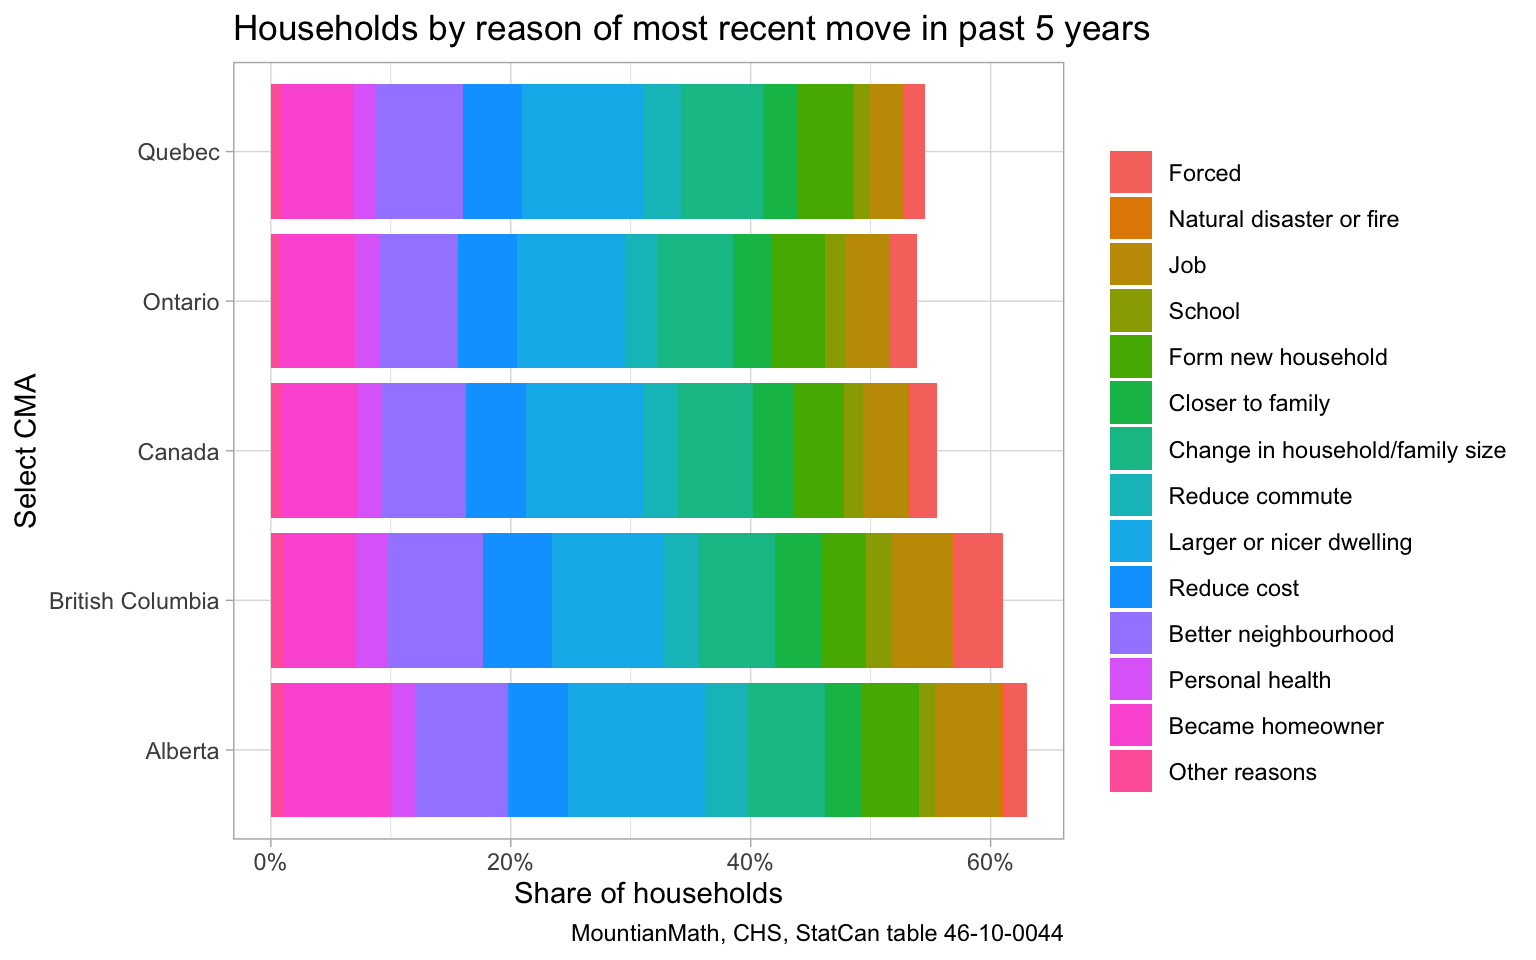 Households by reason of most recent move in past 5 years
Select CMA
Quebec
Ontario
Canada
British Columbia
Alberta
0%
20%
40%
60%
Share of households
Forced
Natural disaster or fire
Job
School
Form new household
Closer to family
Change in household/family size
Reduce commute
Larger or nicer dwelling
Reduce cost
Better neighbourhood
Personal health
Became homeowner
Other reasons
MountianMath, CHS, StatCan table 46-10-0044